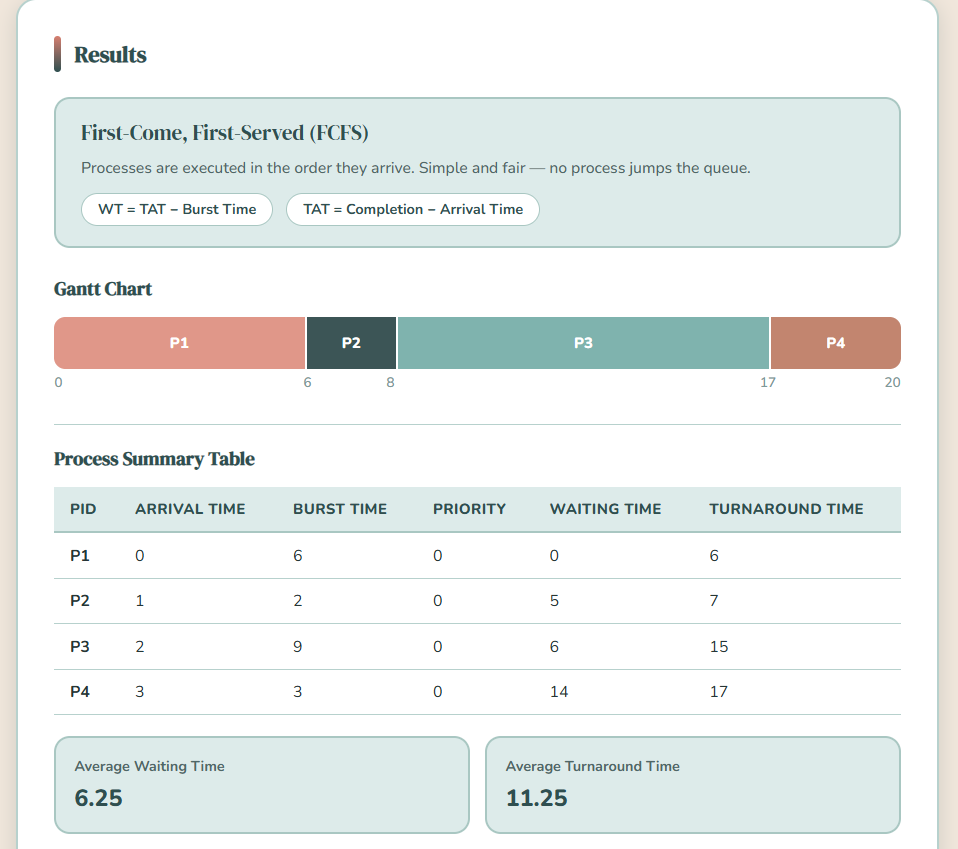 Results
First-Come, First-Served (FCFS)
Processes are executed in the order they arrive. Simple and fair — no process jumps the queue.
WT = TAT − Burst Time TAT = Completion − Arrival Time
Gantt Chart
P1 P2 P3 P4
0 6 8 17 20
Process Summary Table
PID ARRIVAL TIME BURST TIME PRIORITY WAITING TIME TURNAROUND TIME
P1 0 6 0 0 6
P2 1 2 0 5 7
P3 2 9 0 6 15
P4 3 3 0 14 17
Average Waiting Time Average Turnaround Time
6.25 11.25